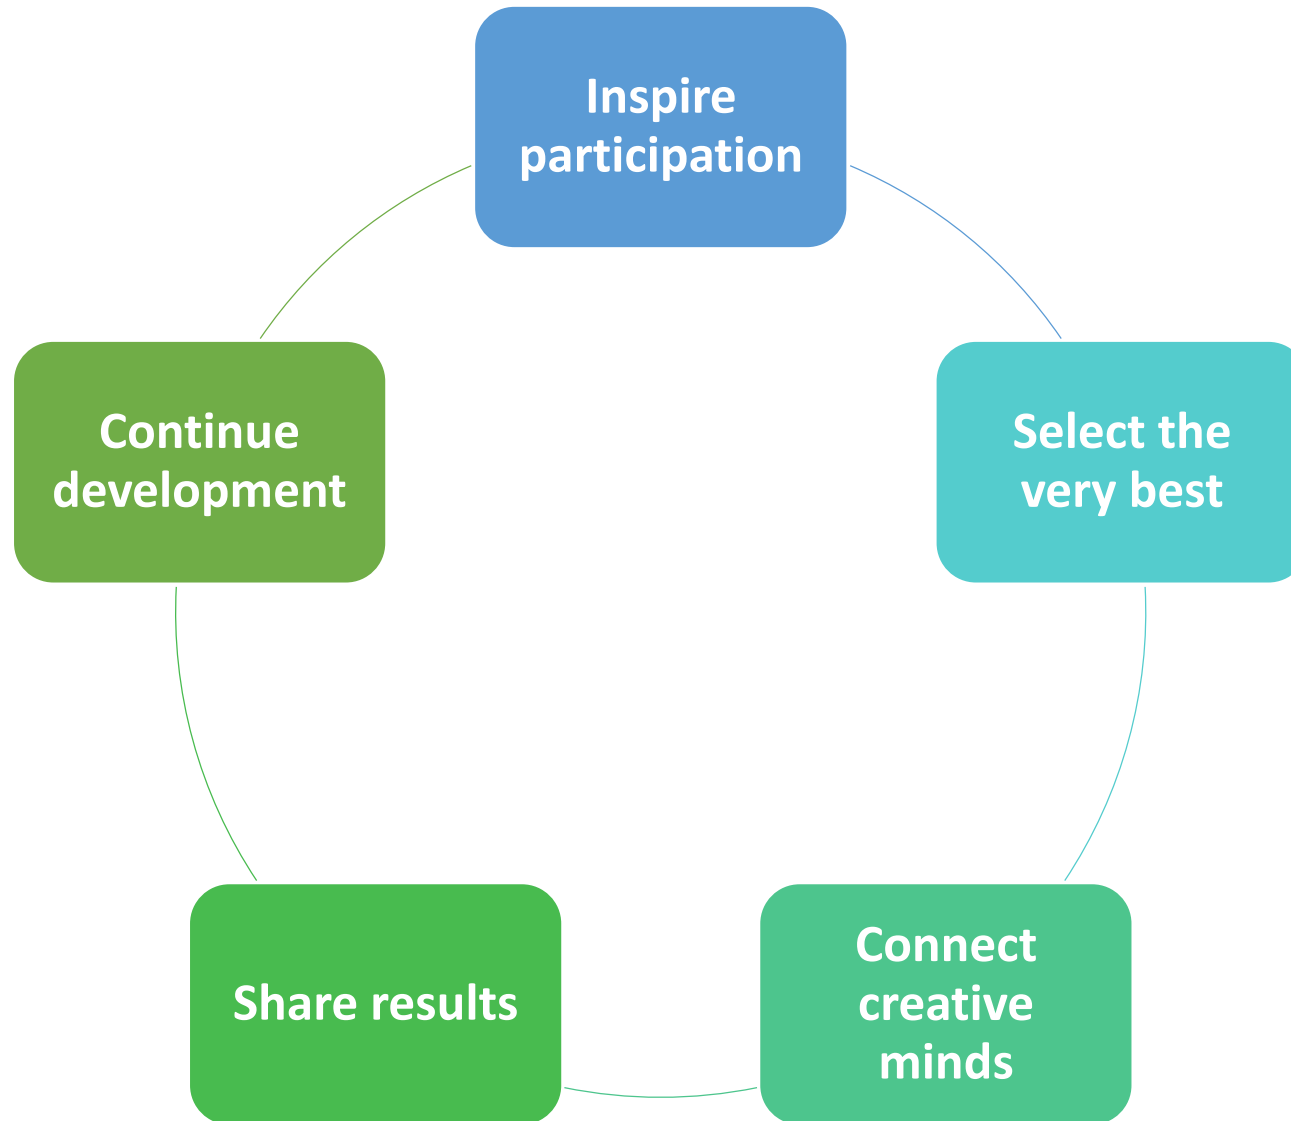 Inspire
participation
Select the
very best
Connect
creative
minds
Share results
Continue
development